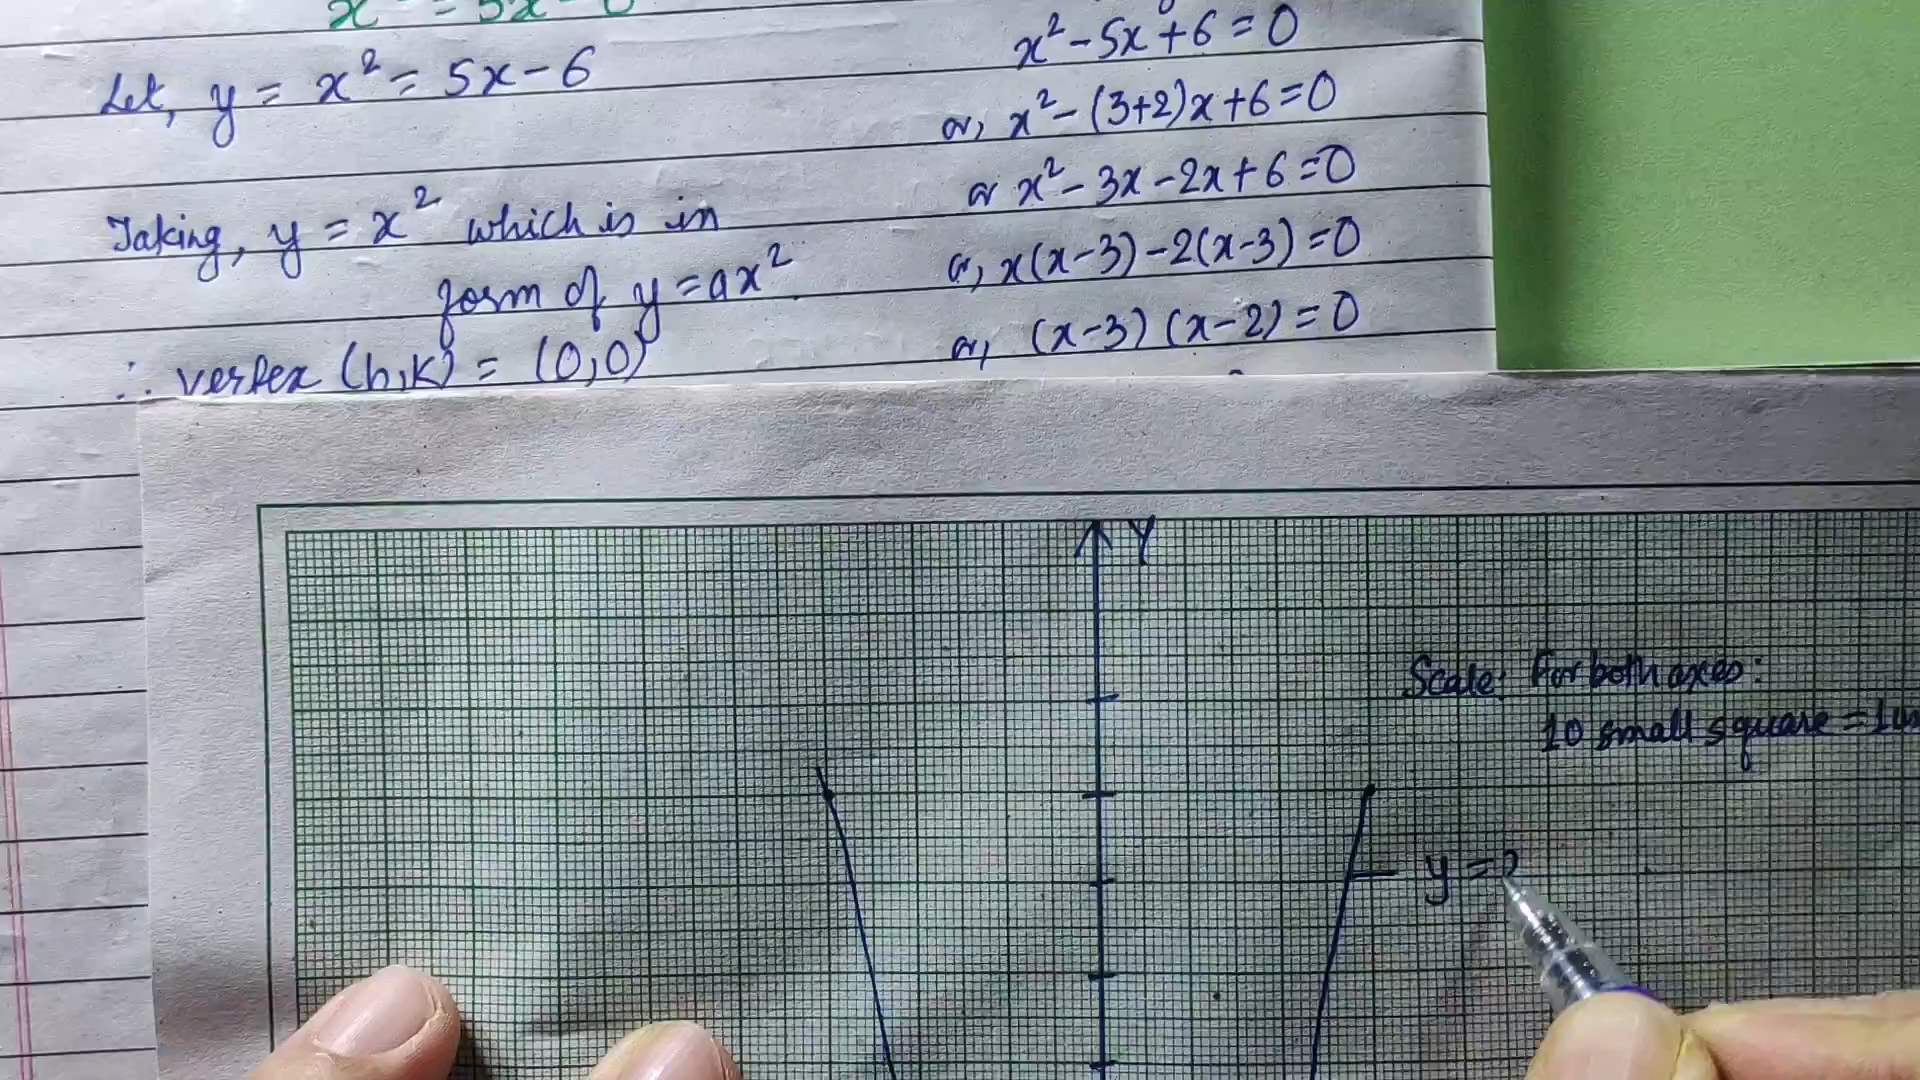 Let, y = x² = 5x - 6
Taking, y = x² which is in
form of y = ax²
∴ vertex (h,k) = (0,0)
x² - 5x + 6 = 0
or, x² - (3+2)x + 6 = 0
or x² - 3x - 2x + 6 = 0
or, x(x-3) - 2(x-3) = 0
or, (x-3) (x-2) = 0
Y
Scale: For both axes:
10 small square = 1
y =